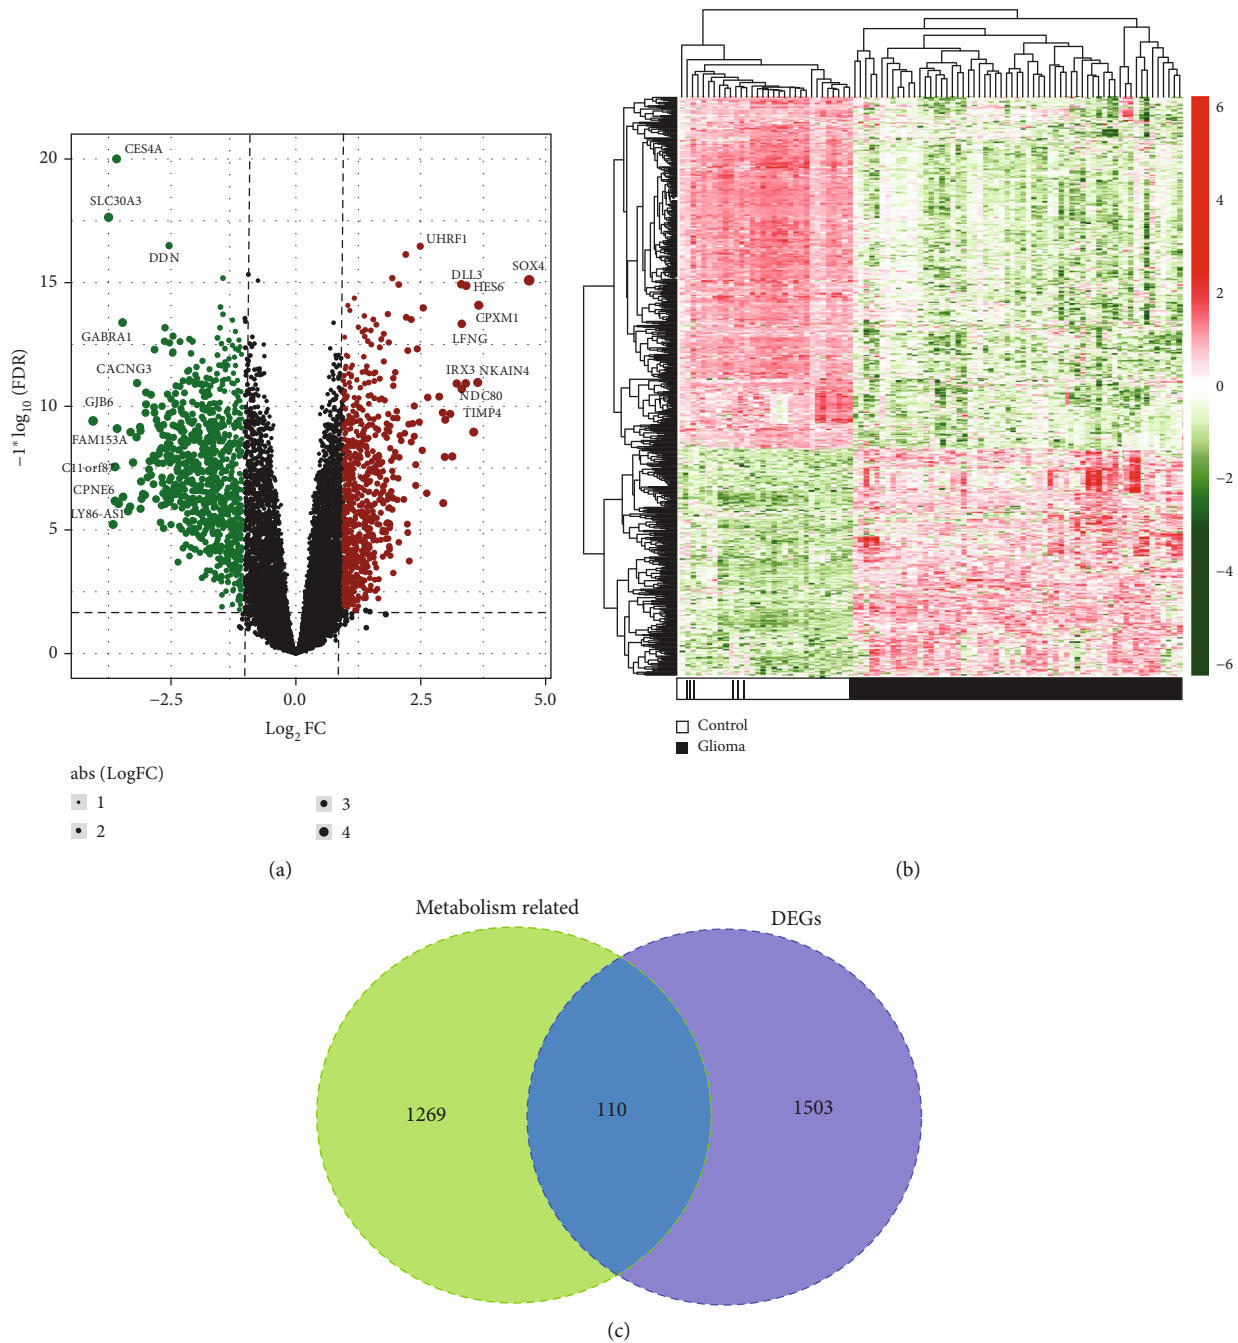 20
15
10
5
0
−1* log10 (FDR)
CES4A
SLC30A3
DDN
UHRF1
DLL3
SOX4
HES6
CPXM1
LFNG
GABRA1
CACNG3
IRX3 NKAIN4
GJB6
NDC80
TIMP4
FAM153A
C11orf87
CPNE6
LY86-AS1
−2.5 0.0 2.5 5.0
Log2 FC
abs (LogFC)
1
2
3
4
(a)
6
4
2
0
−2
−4
−6
Control
Glioma
(b)
Metabolism related
DEGs
1269
110
1503
(c)